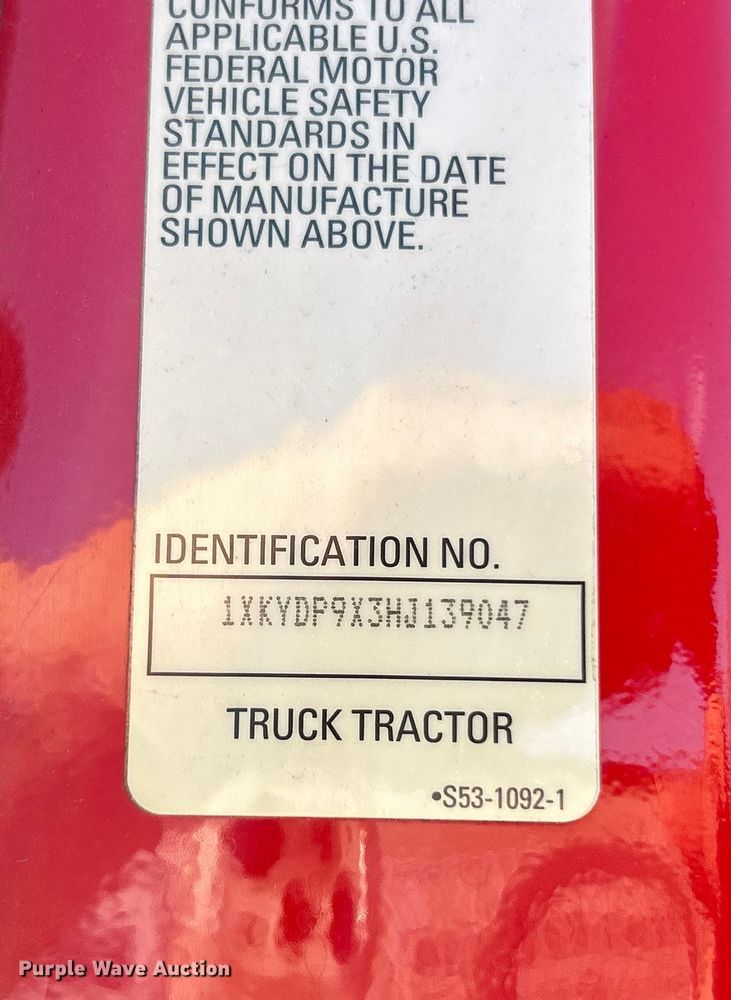 CONFORMS TO ALL
APPLICABLE U.S.
FEDERAL MOTOR
VEHICLE SAFETY
STANDARDS IN
EFFECT ON THE DATE
OF MANUFACTURE
SHOWN ABOVE.
IDENTIFICATION NO.
1XKYDP9X3HJ139047
TRUCK TRACTOR
•S53-1092-1
Purple Wave Auction